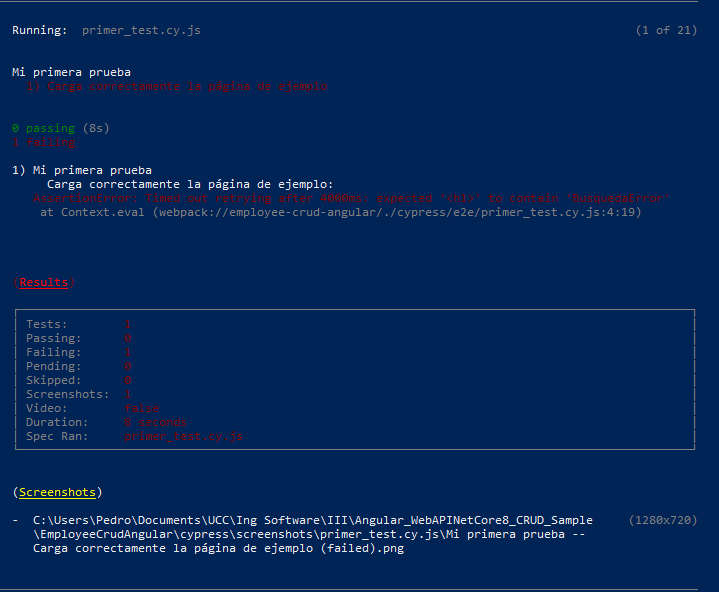 Running:  primer_test.cy.js (1 of 21)
Mi primera prueba
1) Carga correctamente la página de ejemplo
0 passing (8s)
1 failing
1) Mi primera prueba
Carga correctamente la página de ejemplo:
AssertionError: Timed out retrying after 4000ms: expected '<h1>' to contain 'BusquedaError'
at Context.eval (webpack://employee-crud-angular/./cypress/e2e/primer_test.cy.js:4:19)
(Results)
Tests: 1
Passing: 0
Failing: 1
Pending: 0
Skipped: 0
Screenshots: 1
Video: false
Duration: 8 seconds
Spec Ran: primer_test.cy.js
(Screenshots)
-  C:\Users\Pedro\Documents\UCC\Ing Software\III\Angular_WebAPINetCore8_CRUD_Sample (1280x720)
\EmployeeCrudAngular\cypress\screenshots\primer_test.cy.js\Mi primera prueba --
Carga correctamente la página de ejemplo (failed).png